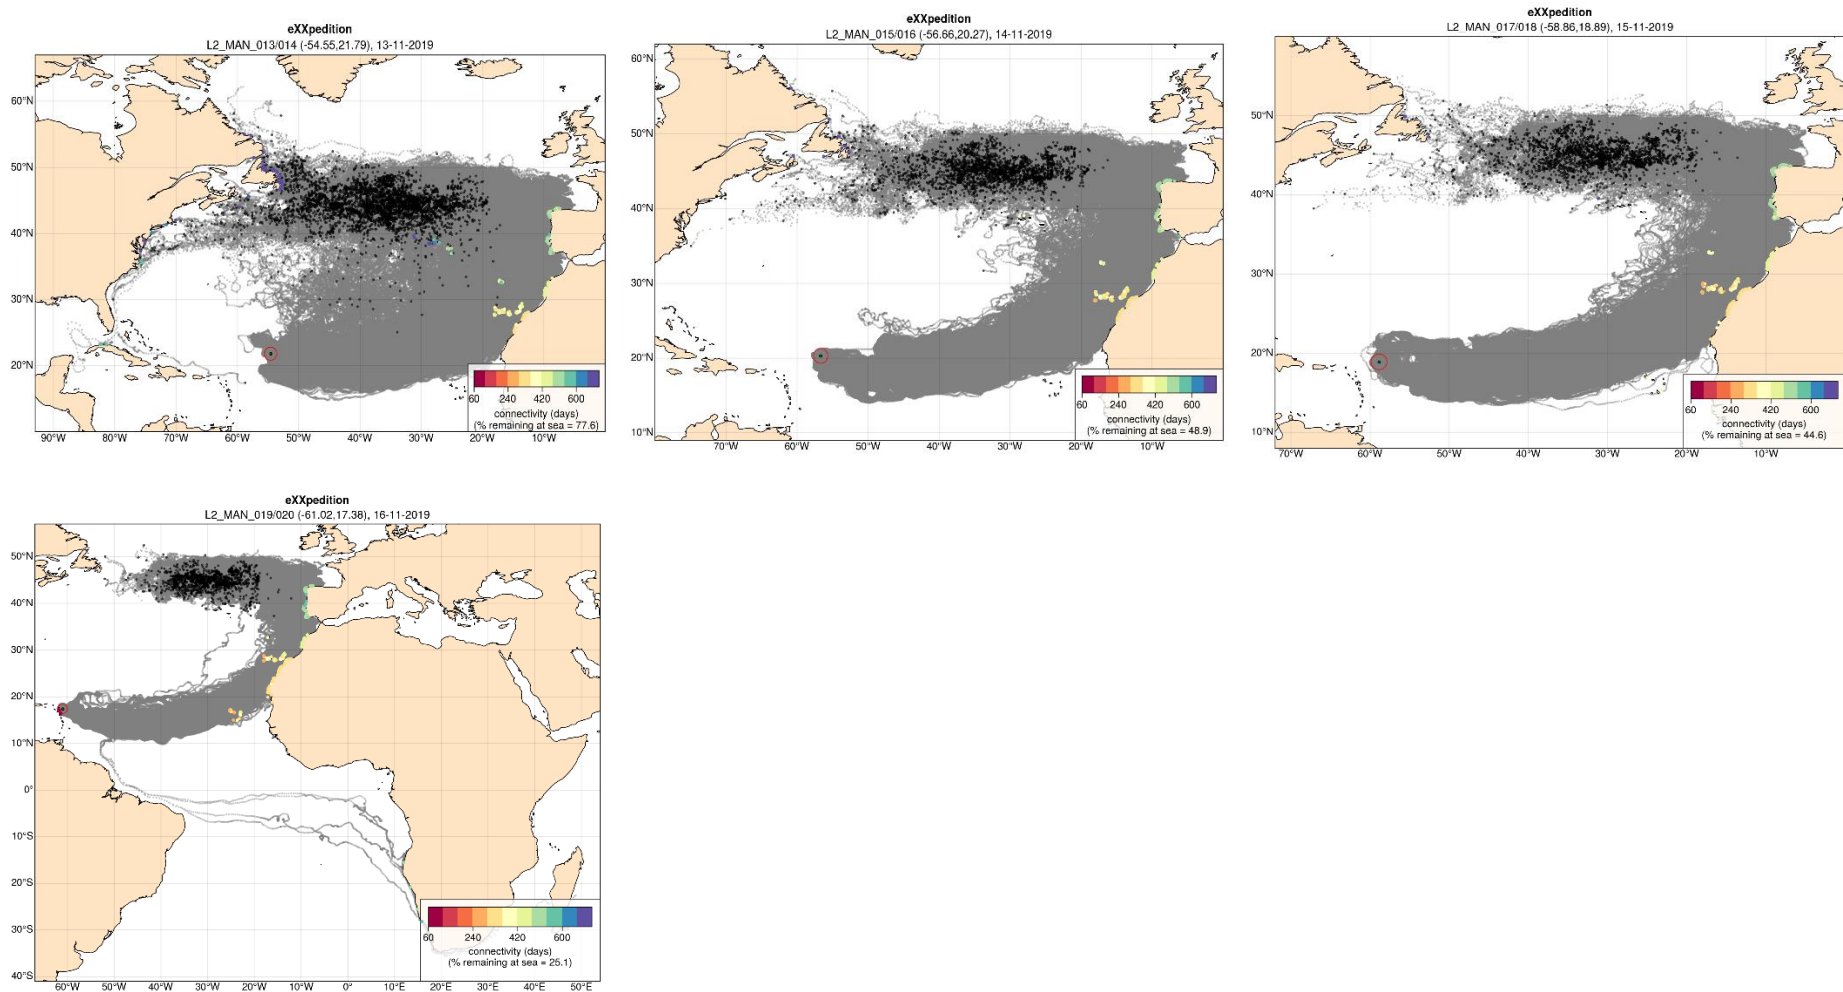 eXXpedition
L2_MAN_013/014 (-54.55,21.79), 13-11-2019
60°N
50°N
40°N
30°N
20°N
90°W 80°W 70°W 60°W 50°W 40°W 30°W 20°W 10°W
60 240 420 600
connectivity (days)
(% remaining at sea = 77.6)
eXXpedition
L2_MAN_015/016 (-56.66,20.27), 14-11-2019
60°N
50°N
40°N
30°N
20°N
10°N
70°W 60°W 50°W 40°W 30°W 20°W 10°W
60 240 420 600
connectivity (days)
(% remaining at sea = 48.9)
eXXpedition
L2_MAN_017/018 (-58.86,18.89), 15-11-2019
50°N
40°N
30°N
20°N
10°N
70°W 60°W 50°W 40°W 30°W 20°W 10°W
60 240 420 600
connectivity (days)
(% remaining at sea = 44.6)
eXXpedition
L2_MAN_019/020 (-61.02,17.38), 16-11-2019
50°N
40°N
30°N
20°N
10°N
0°
10°S
20°S
30°S
40°S
60°W 50°W 40°W 30°W 20°W 10°W 0° 10°E 20°E 30°E 40°E 50°E
60 240 420 600
connectivity (days)
(% remaining at sea = 25.1)